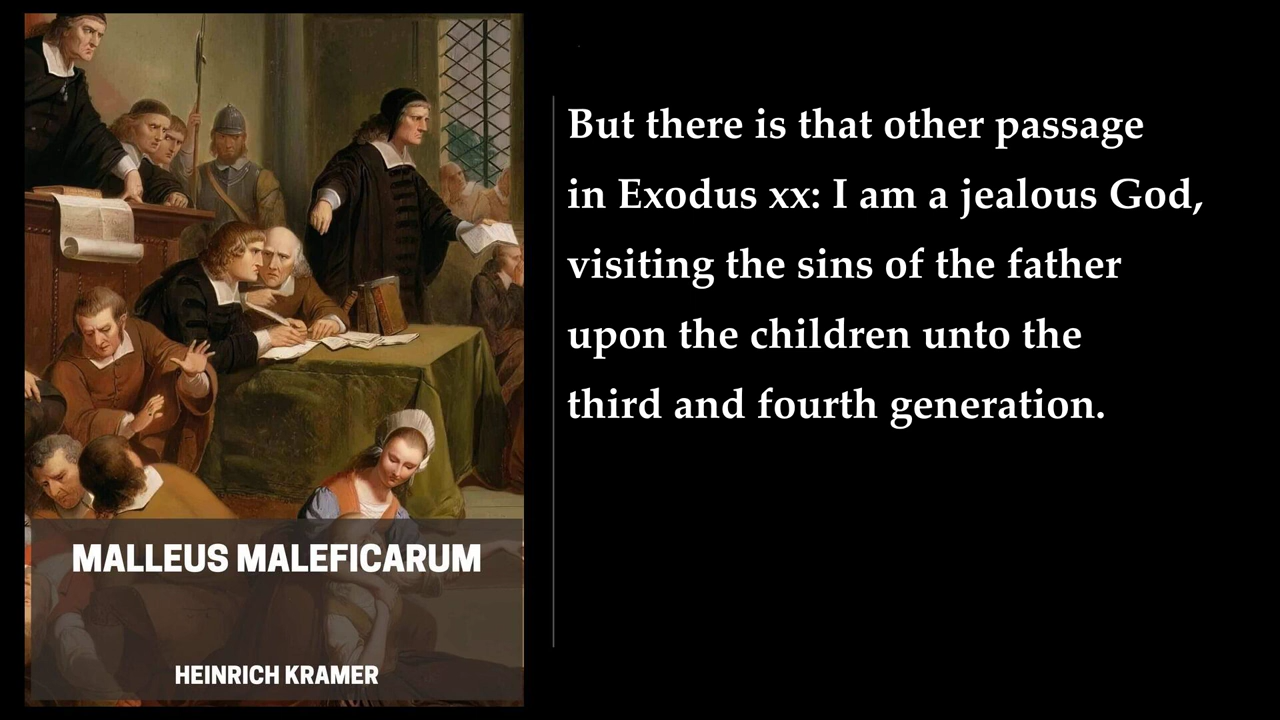 MALLEUS MALEFICARUM
HEINRICH KRAMER
But there is that other passage
in Exodus xx: I am a jealous God,
visiting the sins of the father
upon the children unto the
third and fourth generation.